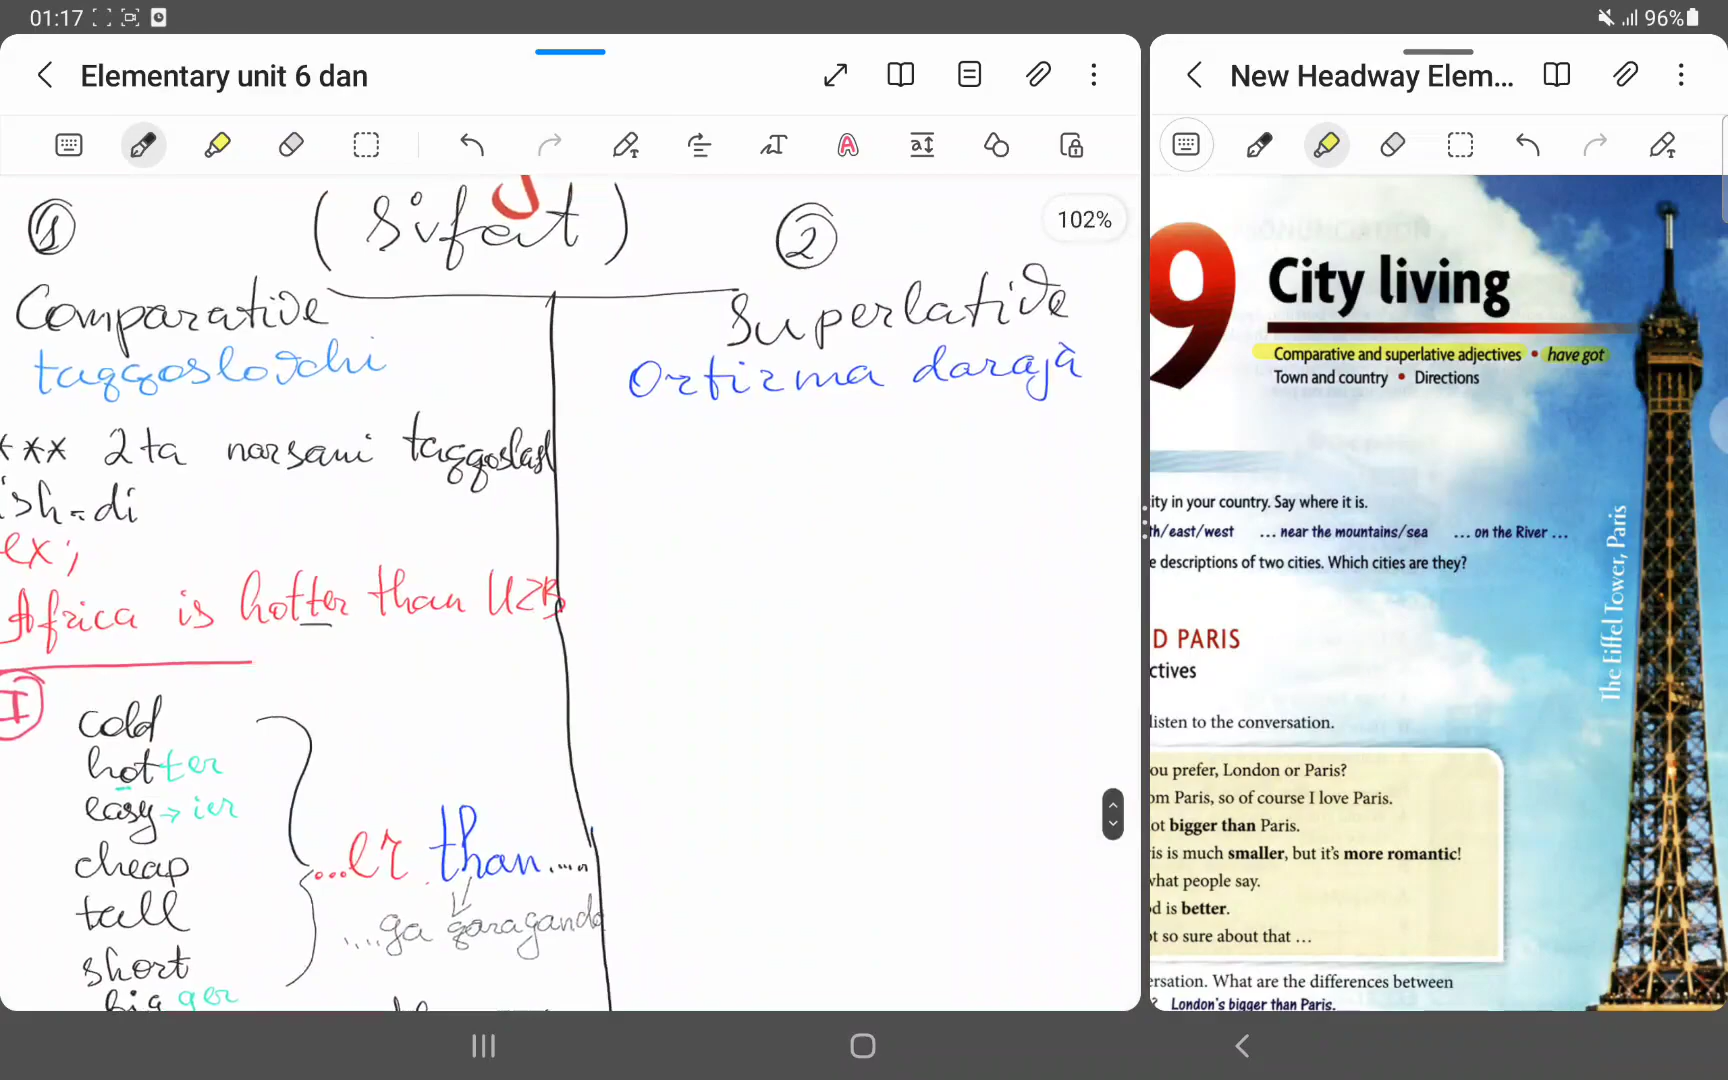 01:17
96%
Elementary unit 6 dan
102%
① (Sifat) ②
Comparative
taqqoslovchi
Superlative
Ortirma daraja
*** 2ta narsani taqqoslash
ish-di
ex;
Africa is hotter than UZB
I
cold
hotter
easy→ier
cheap
tall
short
bigger
...er than.....
....ga qaraganda
New Headway Elem...
9 City living
Comparative and superlative adjectives • have got
Town and country • Directions
ity in your country. Say where it is.
th/east/west ... near the mountains/sea ... on the River ...
e descriptions of two cities. Which cities are they?
The Eiffel Tower, Paris
D PARIS
ctives
listen to the conversation.
ou prefer, London or Paris?
om Paris, so of course I love Paris.
ot bigger than Paris.
is is much smaller, but it's more romantic!
what people say.
d is better.
t so sure about that ...
ersation. What are the differences between
? London's bigger than Paris.